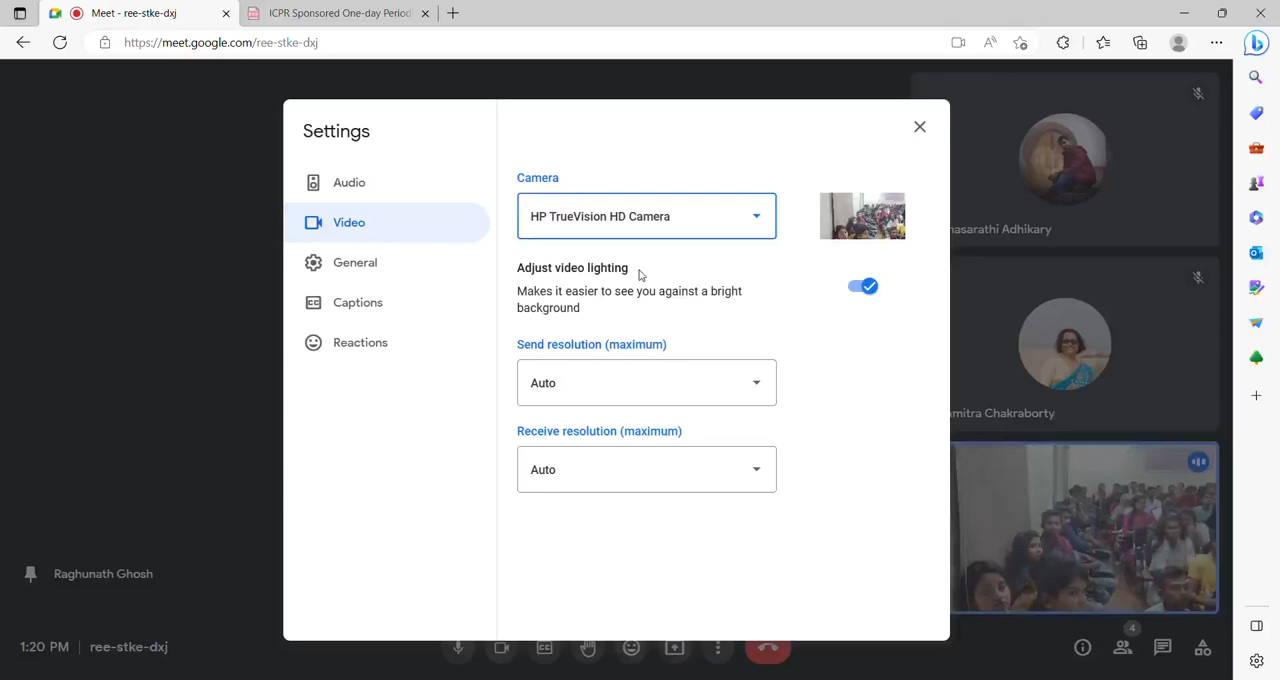 Meet - ree-stke-dxj
ICPR Sponsored One-day Period
https://meet.google.com/ree-stke-dxj
Settings
Audio
Video
General
Captions
Reactions
Camera
HP TrueVision HD Camera
Adjust video lighting
Makes it easier to see you against a bright
background
Send resolution (maximum)
Auto
Receive resolution (maximum)
Auto
nasarathi Adhikary
mitra Chakraborty
Raghunath Ghosh
1:20 PM | ree-stke-dxj
4